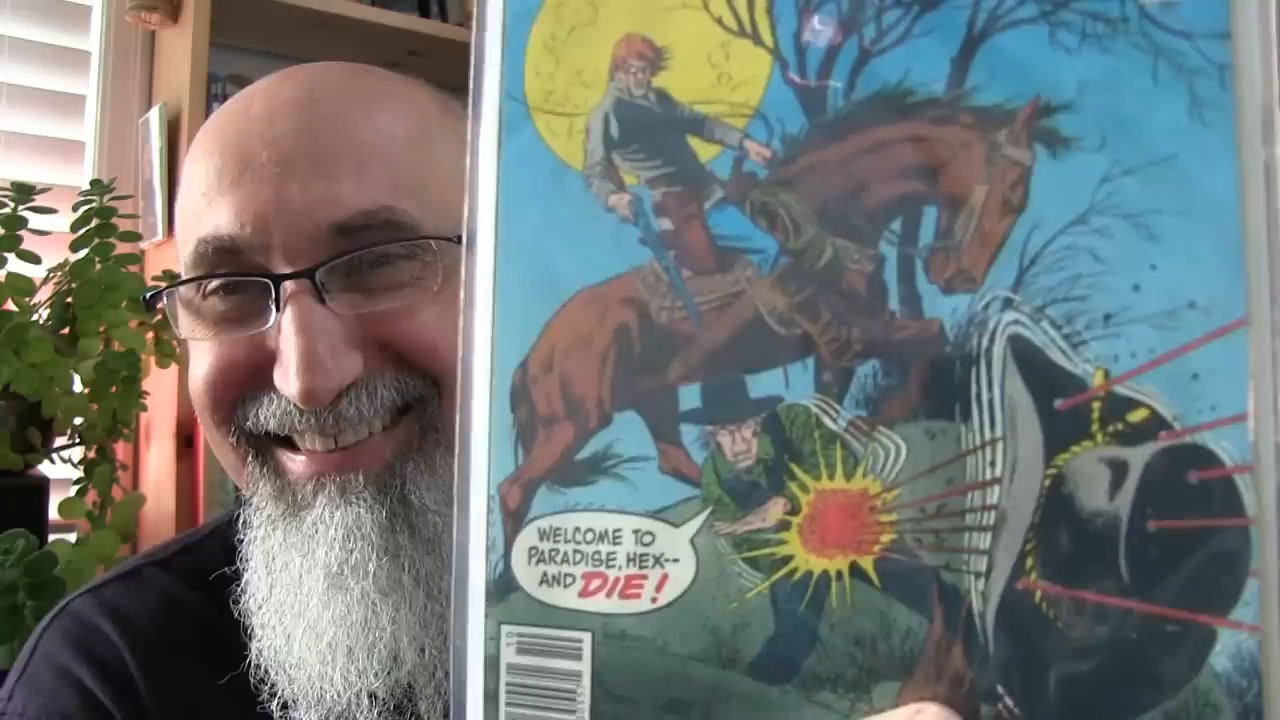 WELCOME TO
PARADISE, HEX--
AND DIE!